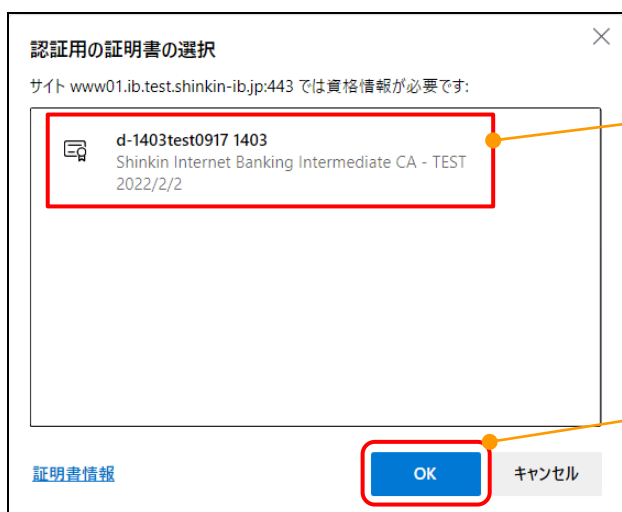 認証用の証明書の選択
サイト www01.ib.test.shinkin-ib.jp:443 では資格情報が必要です:
d-1403test0917 1403
Shinkin Internet Banking Intermediate CA - TEST
2022/2/2
証明書情報
OK
キャンセル